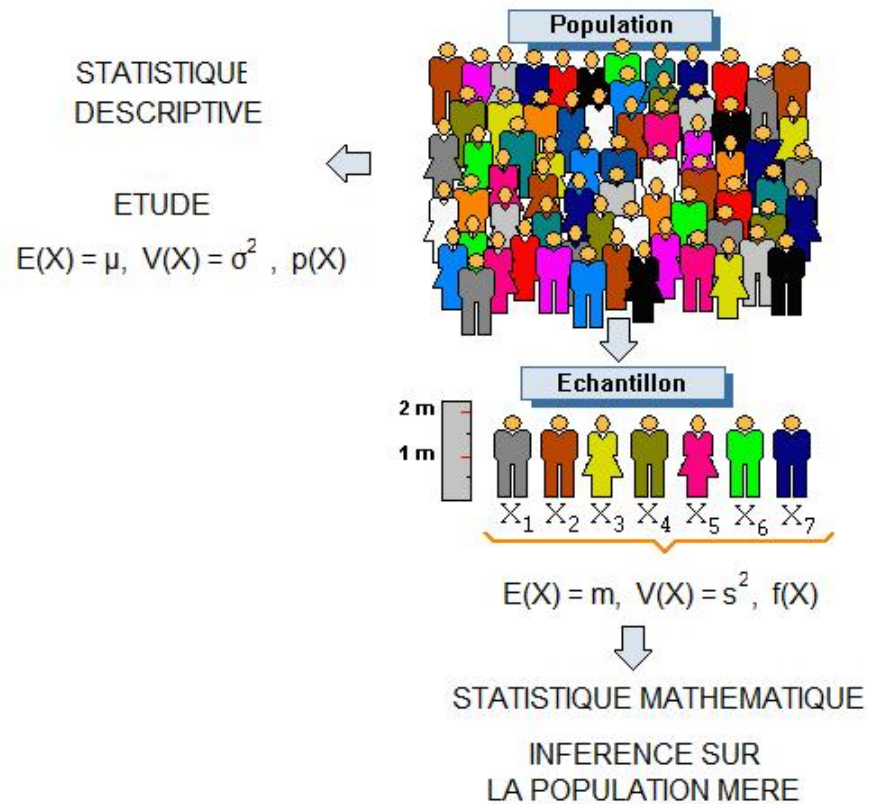 Population
STATISTIQUE
DESCRIPTIVE
ETUDE
E(X) = µ, V(X) = σ² , p(X)
Echantillon
2 m
1 m
X₁ X₂ X₃ X₄ X₅ X₆ X₇
E(X) = m, V(X) = s², f(X)
STATISTIQUE MATHEMATIQUE
INFERENCE SUR
LA POPULATION MERE